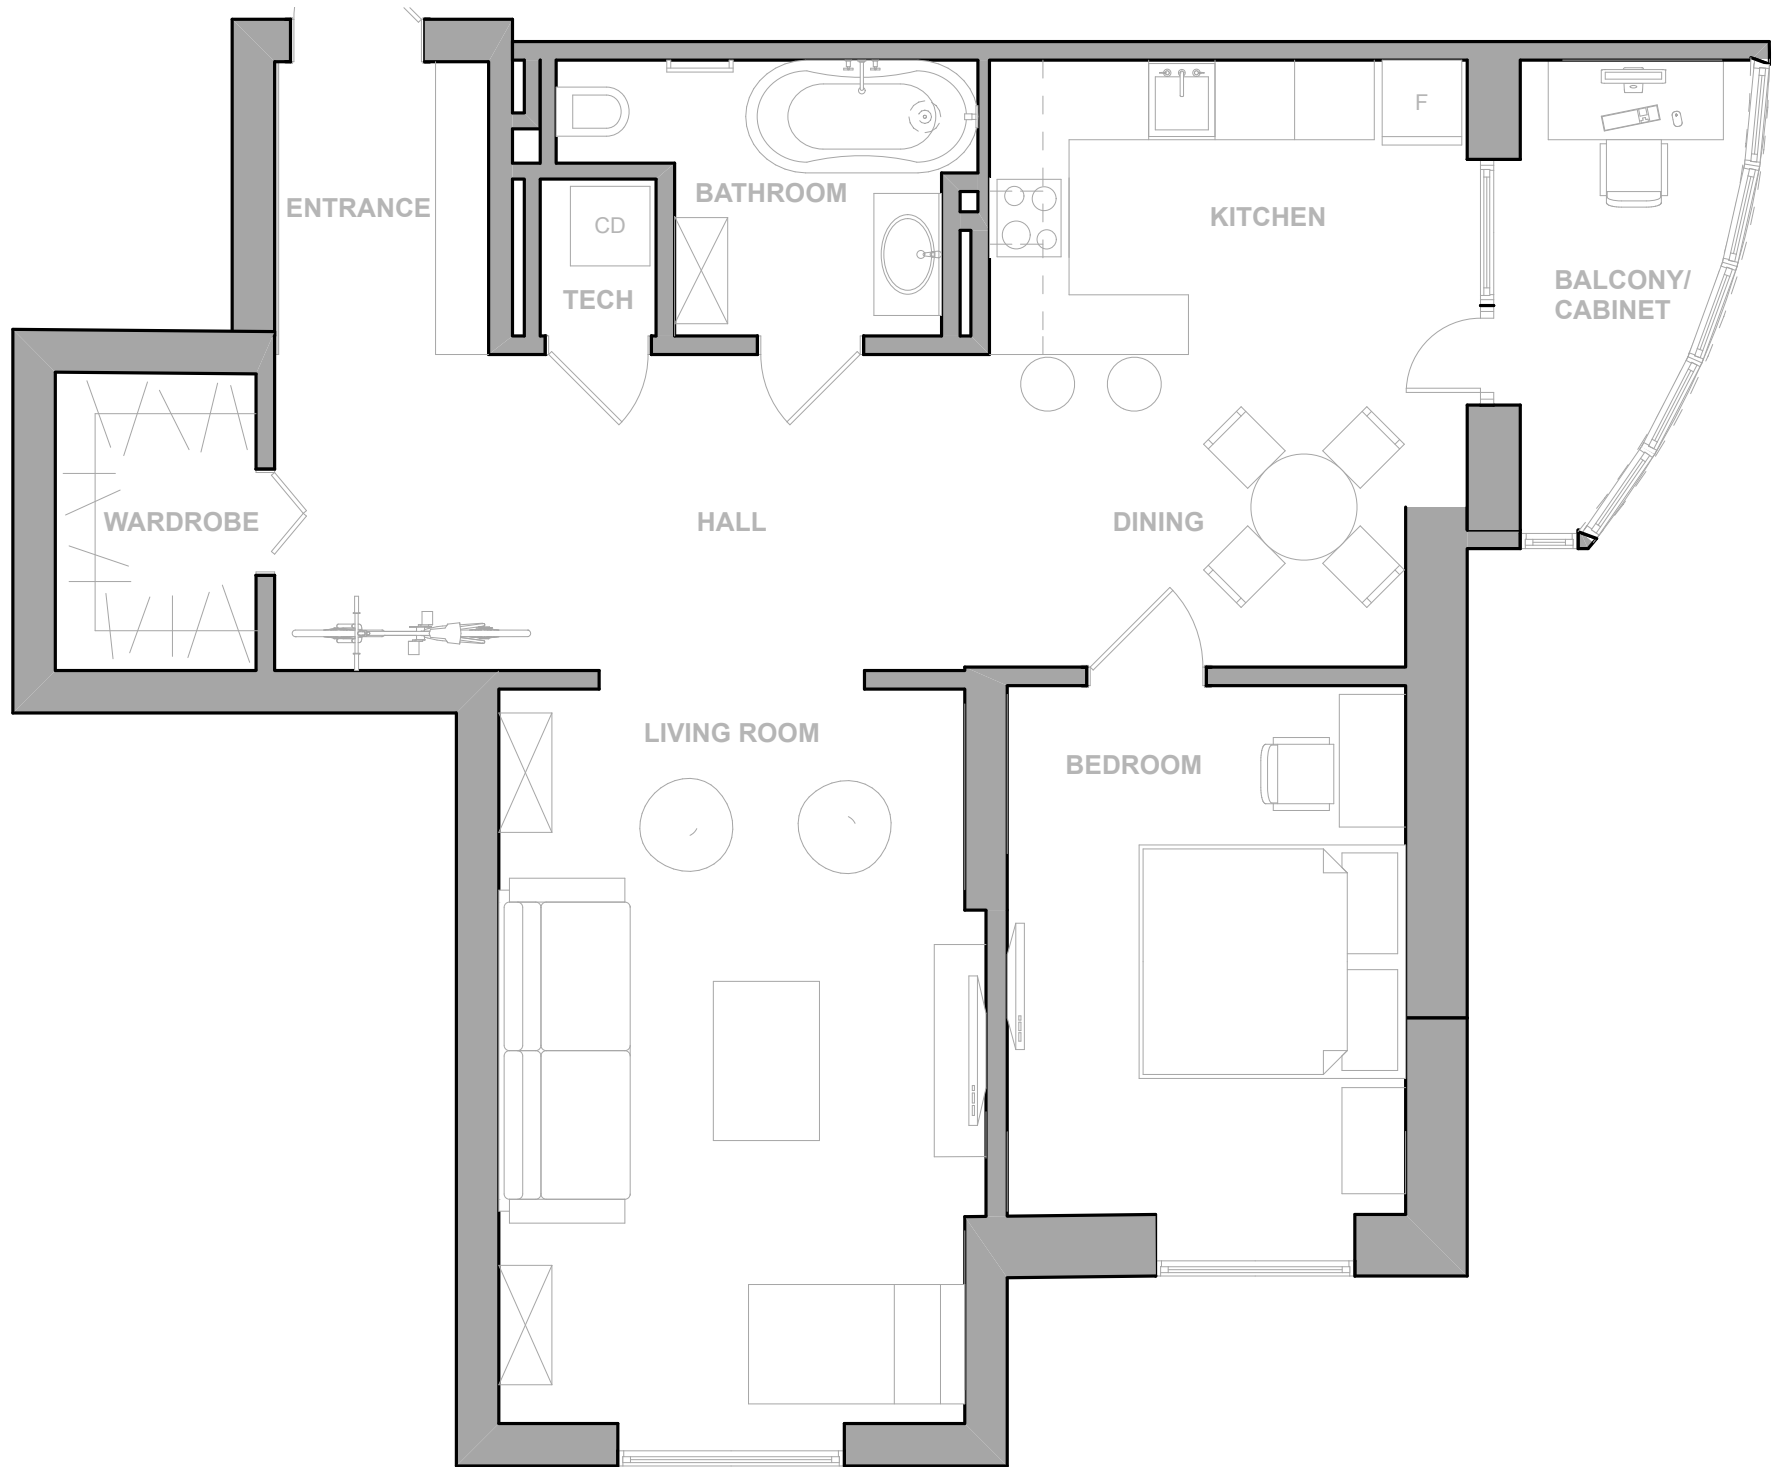 F
BATHROOM
ENTRANCE
KITCHEN
CD
TECH
BALCONY/
CABINET
WARDROBE
HALL
DINING
LIVING ROOM
BEDROOM